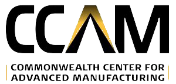 CCAM
COMMONWEALTH CENTER FOR
ADVANCED MANUFACTURING